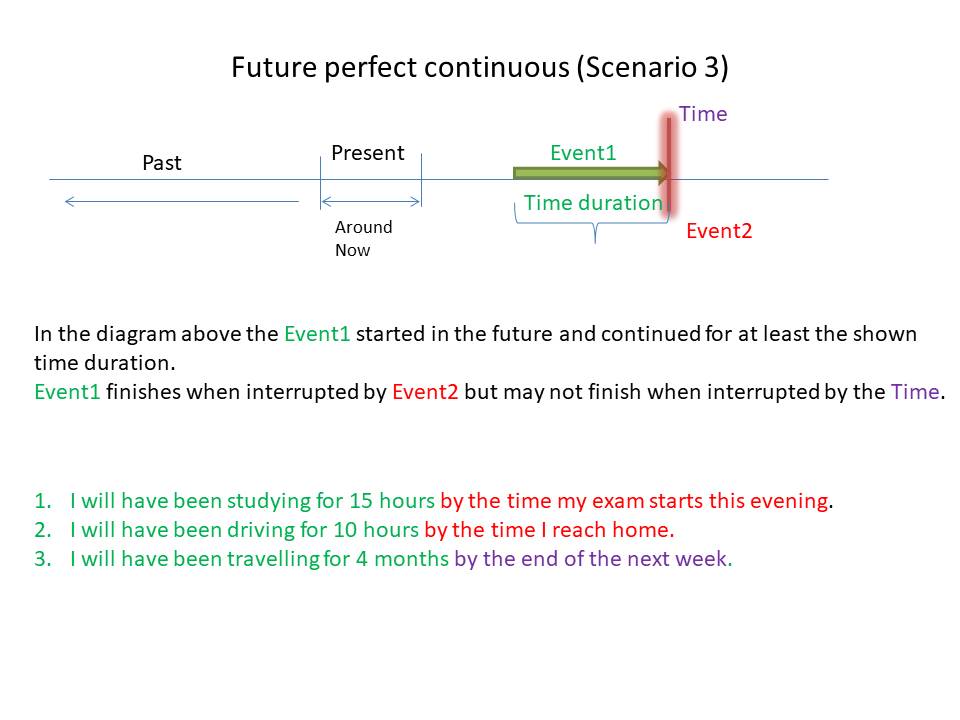 Future perfect continuous (Scenario 3)
Time
Past
Present
Event1
Time duration
Around
Now
Event2
In the diagram above the Event1 started in the future and continued for at least the shown
time duration.
Event1 finishes when interrupted by Event2 but may not finish when interrupted by the Time.
1. I will have been studying for 15 hours by the time my exam starts this evening.
2. I will have been driving for 10 hours by the time I reach home.
3. I will have been travelling for 4 months by the end of the next week.